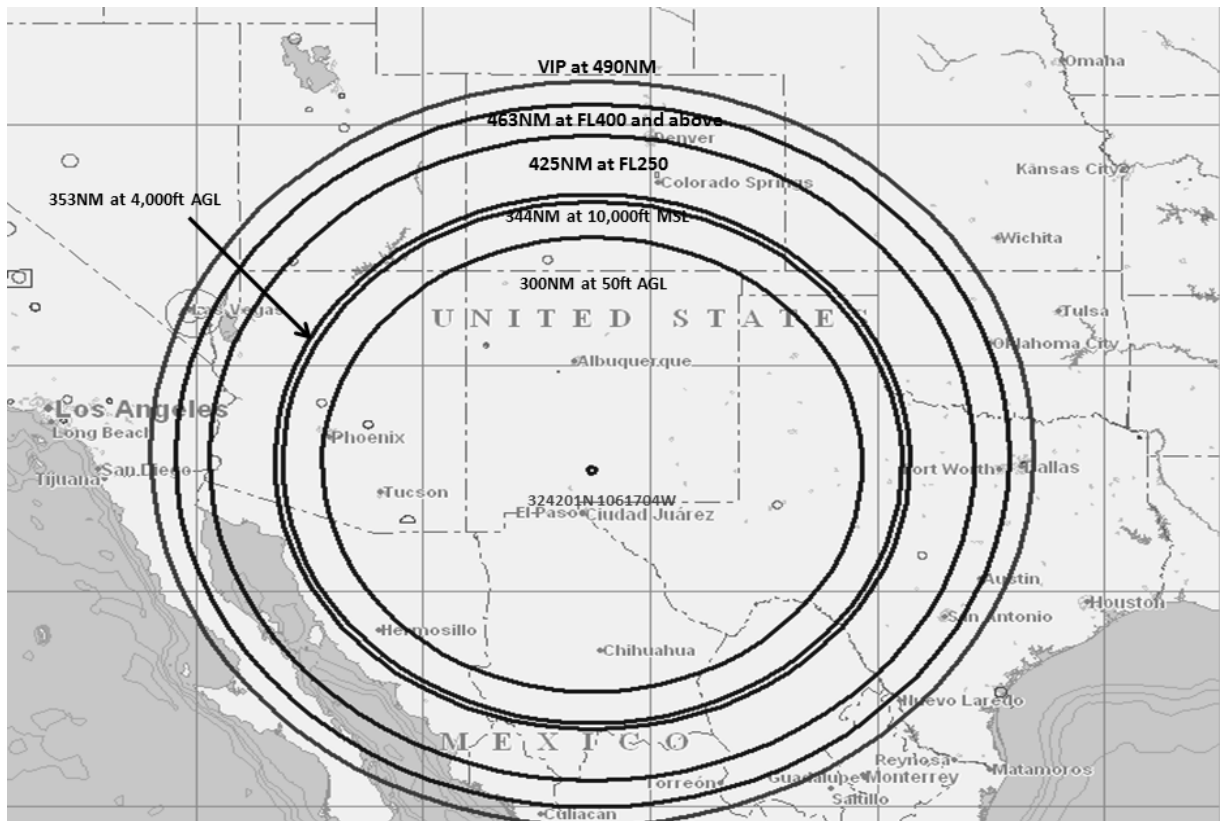 VIP at 490NM
Omaha
463NM at FL400 and above
Denver
425NM at FL250
Kansas City
Colorado Springs
353NM at 4,000ft AGL
344NM at 10,000ft MSL
Wichita
300NM at 50ft AGL
Las Vegas
UNITED STATES
Tulsa
Oklahoma City
Albuquerque
Los Angeles
Long Beach
Phoenix
San Diego
Fort Worth
Dallas
Tijuana
Tucson
324201N1061704W
El Paso
Ciudad Juárez
Austin
Houston
San Antonio
Hermosillo
Chihuahua
Nuevo Laredo
MEXICO
Reynosa
Matamoros
Torreón
Guadalupe
Monterrey
Saltillo
Culiacan